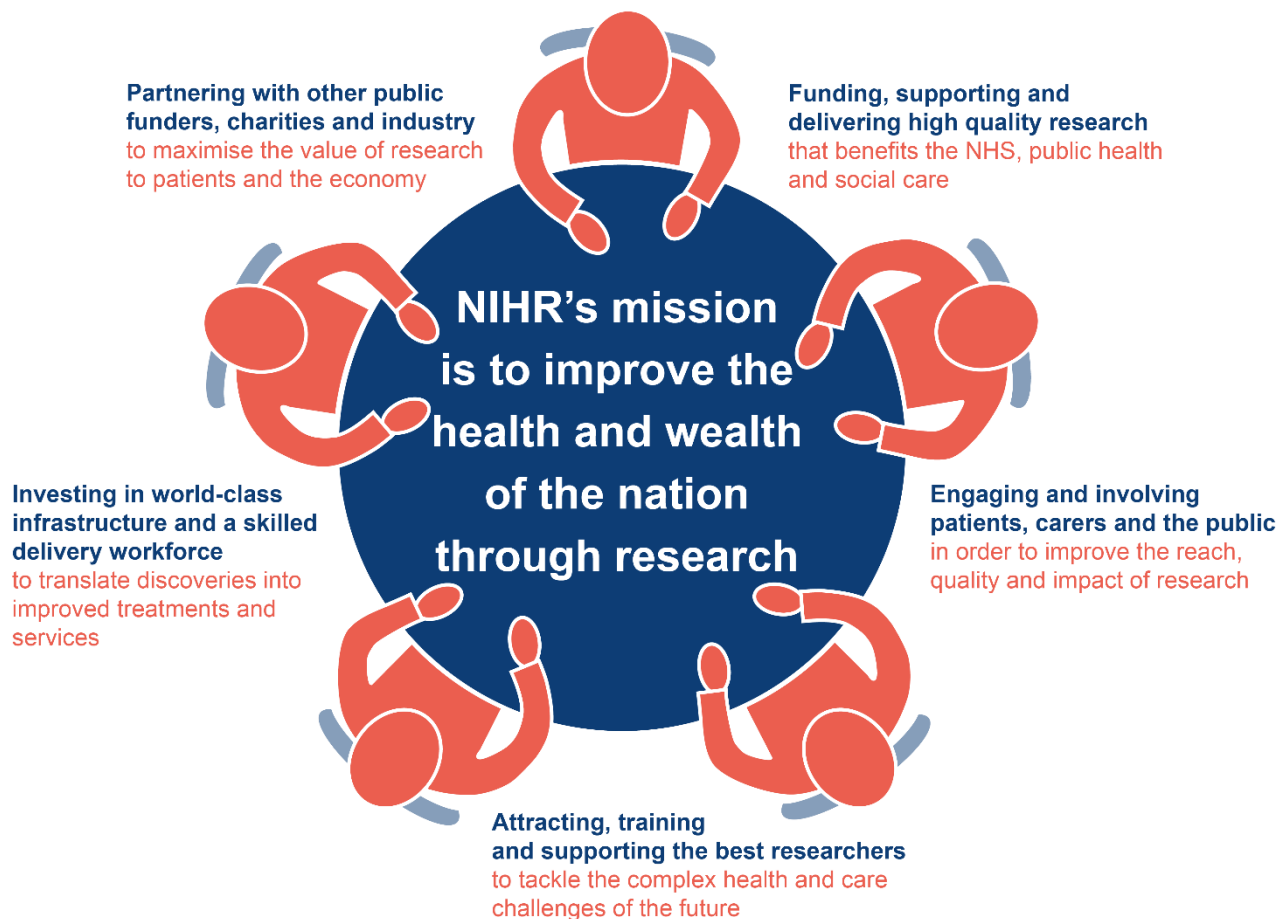 Partnering with other public
funders, charities and industry
to maximise the value of research
to patients and the economy
Funding, supporting and
delivering high quality research
that benefits the NHS, public health
and social care
NIHR’s mission
is to improve the
health and wealth
of the nation
through research
Investing in world-class
infrastructure and a skilled
delivery workforce
to translate discoveries into
improved treatments and
services
Engaging and involving
patients, carers and the public
in order to improve the reach,
quality and impact of research
Attracting, training
and supporting the best researchers
to tackle the complex health and care
challenges of the future